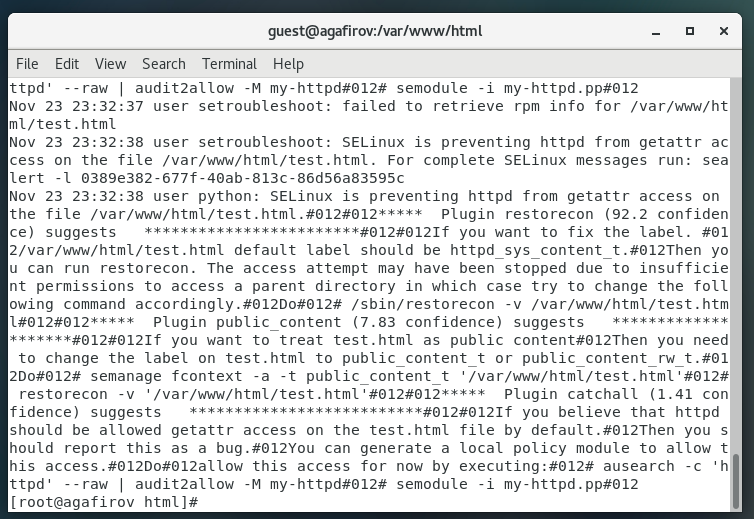 guest@agafirov:/var/www/html
File Edit View Search Terminal Help
ttpd' --raw | audit2allow -M my-httpd#012# semodule -i my-httpd.pp#012
Nov 23 23:32:37 user setroubleshoot: failed to retrieve rpm info for /var/www/ht
ml/test.html
Nov 23 23:32:38 user setroubleshoot: SELinux is preventing httpd from getattr ac
cess on the file /var/www/html/test.html. For complete SELinux messages run: sea
lert -l 0389e382-677f-40ab-813c-86d56a83595c
Nov 23 23:32:38 user python: SELinux is preventing httpd from getattr access on
the file /var/www/html/test.html.#012#012*****  Plugin restorecon (92.2 confiden
ce) suggests   ************************#012#012If you want to fix the label. #01
2/var/www/html/test.html default label should be httpd_sys_content_t.#012Then yo
u can run restorecon. The access attempt may have been stopped due to insufficie
nt permissions to access a parent directory in which case try to change the foll
owing command accordingly.#012Do#012# /sbin/restorecon -v /var/www/html/test.htm
l#012#012*****  Plugin public_content (7.83 confidence) suggests   *************
*******#012#012If you want to treat test.html as public content#012Then you need
 to change the label on test.html to public_content_t or public_content_rw_t.#01
2Do#012# semanage fcontext -a -t public_content_t '/var/www/html/test.html'#012#
 restorecon -v '/var/www/html/test.html'#012#012*****  Plugin catchall (1.41 con
fidence) suggests   **************************#012#012If you believe that httpd
should be allowed getattr access on the test.html file by default.#012Then you s
hould report this as a bug.#012You can generate a local policy module to allow t
his access.#012Do#012allow this access for now by executing:#012# ausearch -c 'h
ttpd' --raw | audit2allow -M my-httpd#012# semodule -i my-httpd.pp#012
[root@agafirov html]#